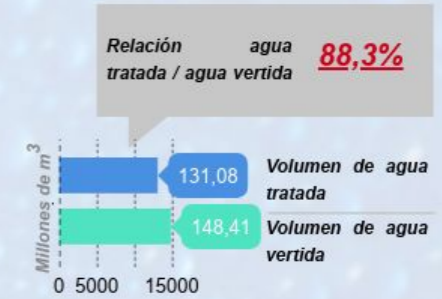 Relación agua
tratada / agua vertida
88,3%
Millones de m³
131,08
Volumen de agua
tratada
148,41
Volumen de agua
vertida
0 5000 15000